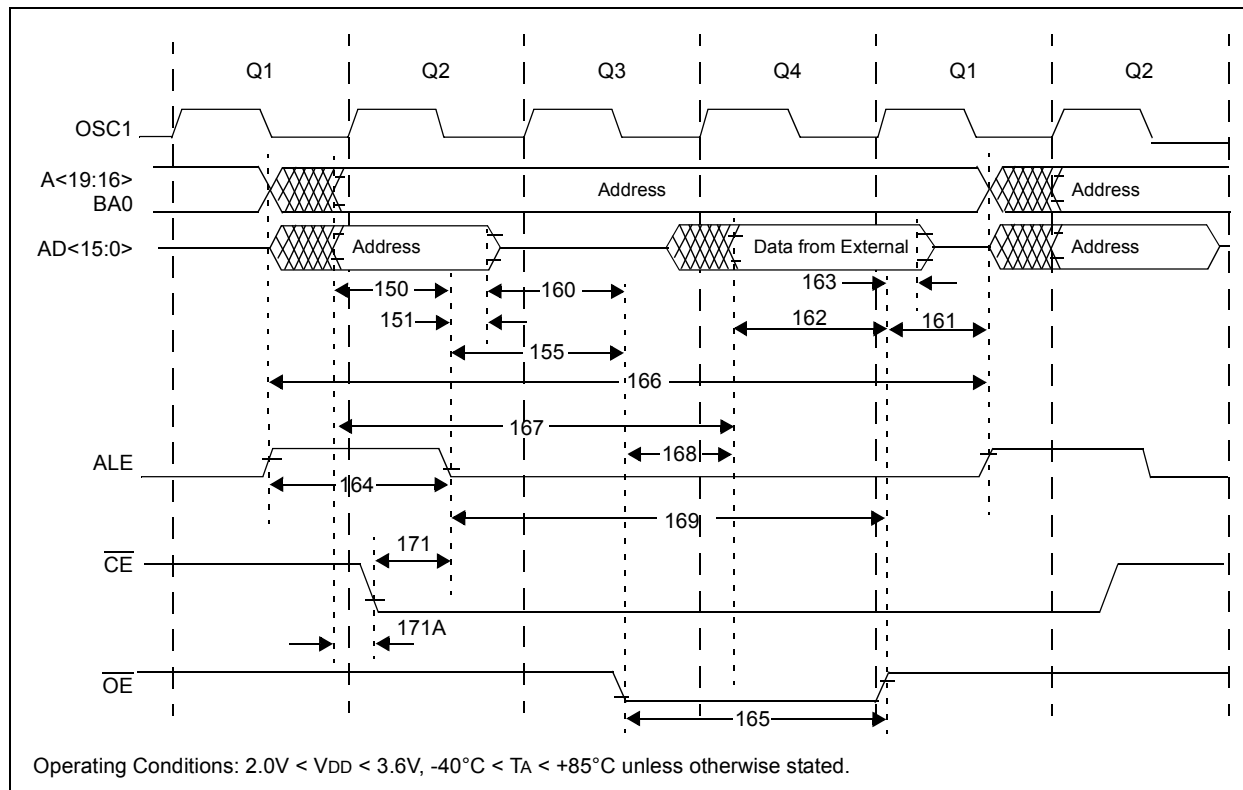 Q1 Q2 Q3 Q4 Q1 Q2
OSC1
A<19:16>
BA0
Address
Address
AD<15:0>
Address
Data from External
Address
163
150
160
151
162
161
155
166
167
168
ALE
164
169
171
CE
171A
OE
165
Operating Conditions: 2.0V < VDD < 3.6V, -40°C < TA < +85°C unless otherwise stated.